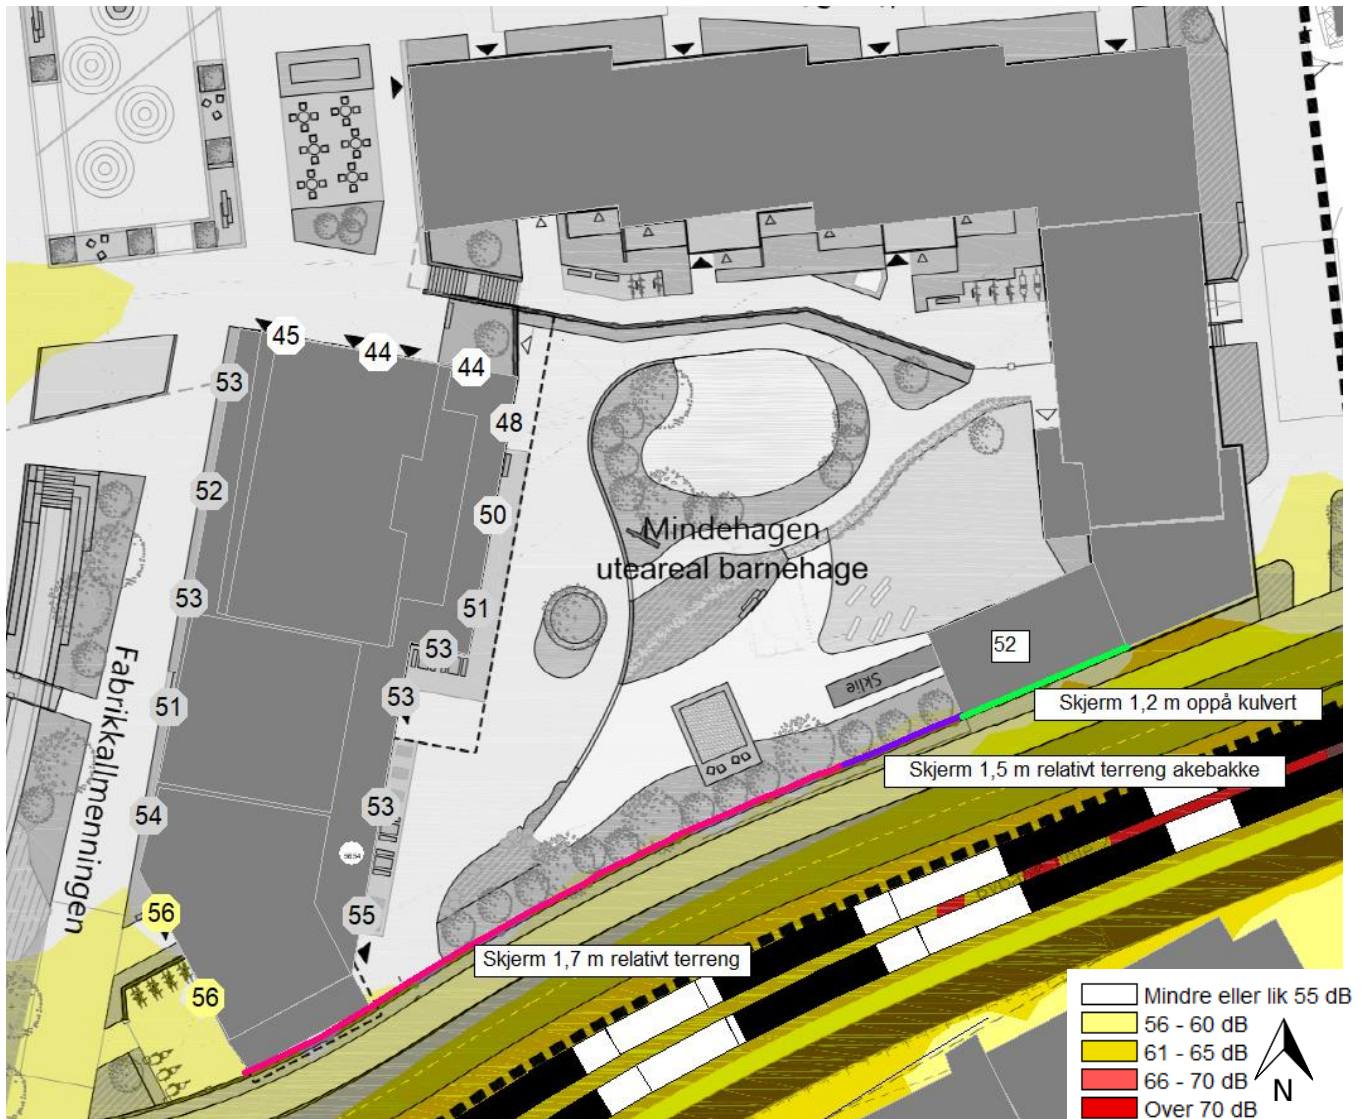 45
44
44
53
48
52
50
Mindehagen
uteareal barnehage
53
51
53
52
Sklie
53
51
Fabrikkallmenningen
Skjerm 1,2 m oppå kulvert
Skjerm 1,5 m relativt terreng akebakke
53
54
56
55
Skjerm 1,7 m relativt terreng
56
Mindre eller lik 55 dB
56 - 60 dB
61 - 65 dB
66 - 70 dB
Over 70 dB
N